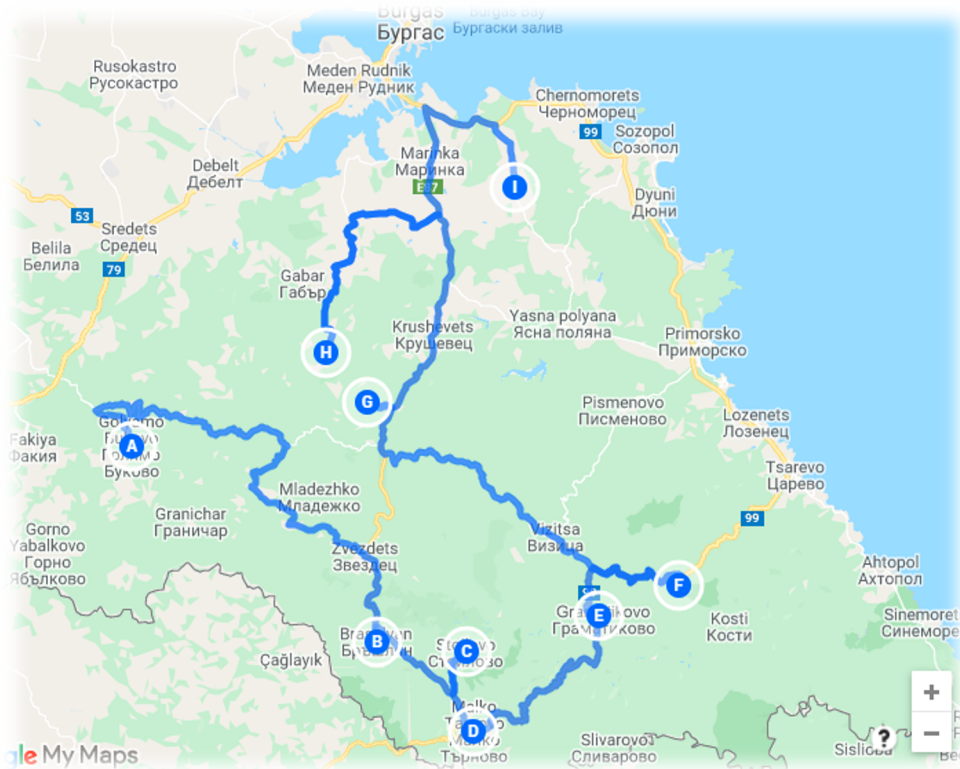 Burgas
Бургас
Burgas Bay
Бургаски залив
Rusokastro
Русокастро
Meden Rudnik
Меден Рудник
Chernomorets
Черноморец
99
Sozopol
Созопол
Marinka
Маринка
Debelt
Дебелт
I
Dyuni
Дюни
53
Sredets
Средец
Belila
Белила
79
Gabar
Габър
Krushevets
Крушевец
Yasna polyana
Ясна поляна
Primorsko
Приморско
H
G
Pismenovo
Писменово
Lozenets
Лозенец
Fakiya
Факия
A
Буково
Tsarevo
Царево
Mladezhko
Младежко
Granichar
Граничар
99
Gorno
Yabalkovo
Горно
Ябълково
Vizitsa
Визица
Zvezdets
Звездец
Ahtopol
Ахтопол
F
E
Kosti
Кости
B
C
Çağlayık
Malko
D
Търново
Slivarovo
Сливарово
+
−
?
My Maps